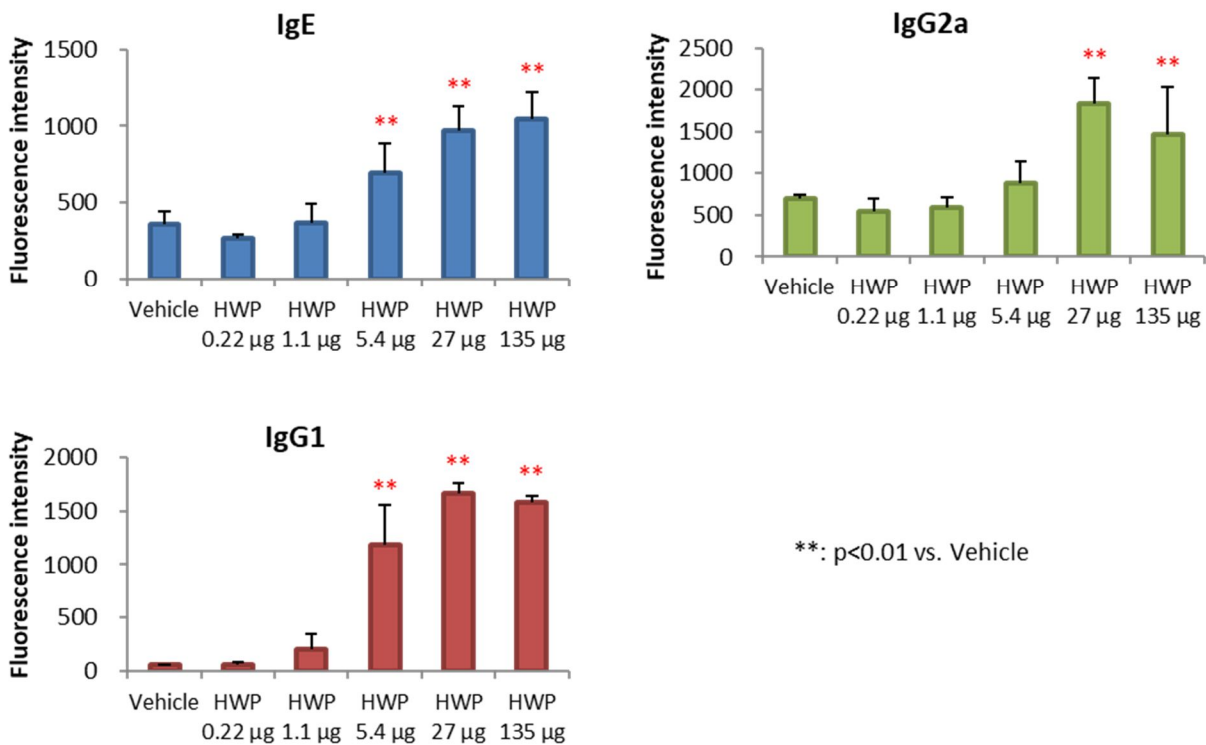 IgE
Fluorescence intensity
1500
1000
500
0
**
**
**
Vehicle HWP HWP HWP HWP HWP
0.22 µg 1.1 µg 5.4 µg 27 µg 135 µg
IgG2a
Fluorescence intensity
2500
2000
1500
1000
500
0
**
**
Vehicle HWP HWP HWP HWP HWP
0.22 µg 1.1 µg 5.4 µg 27 µg 135 µg
IgG1
Fluorescence intensity
2000
1500
1000
500
0
**
**
**
Vehicle HWP HWP HWP HWP HWP
0.22 µg 1.1 µg 5.4 µg 27 µg 135 µg
**: p<0.01 vs. Vehicle